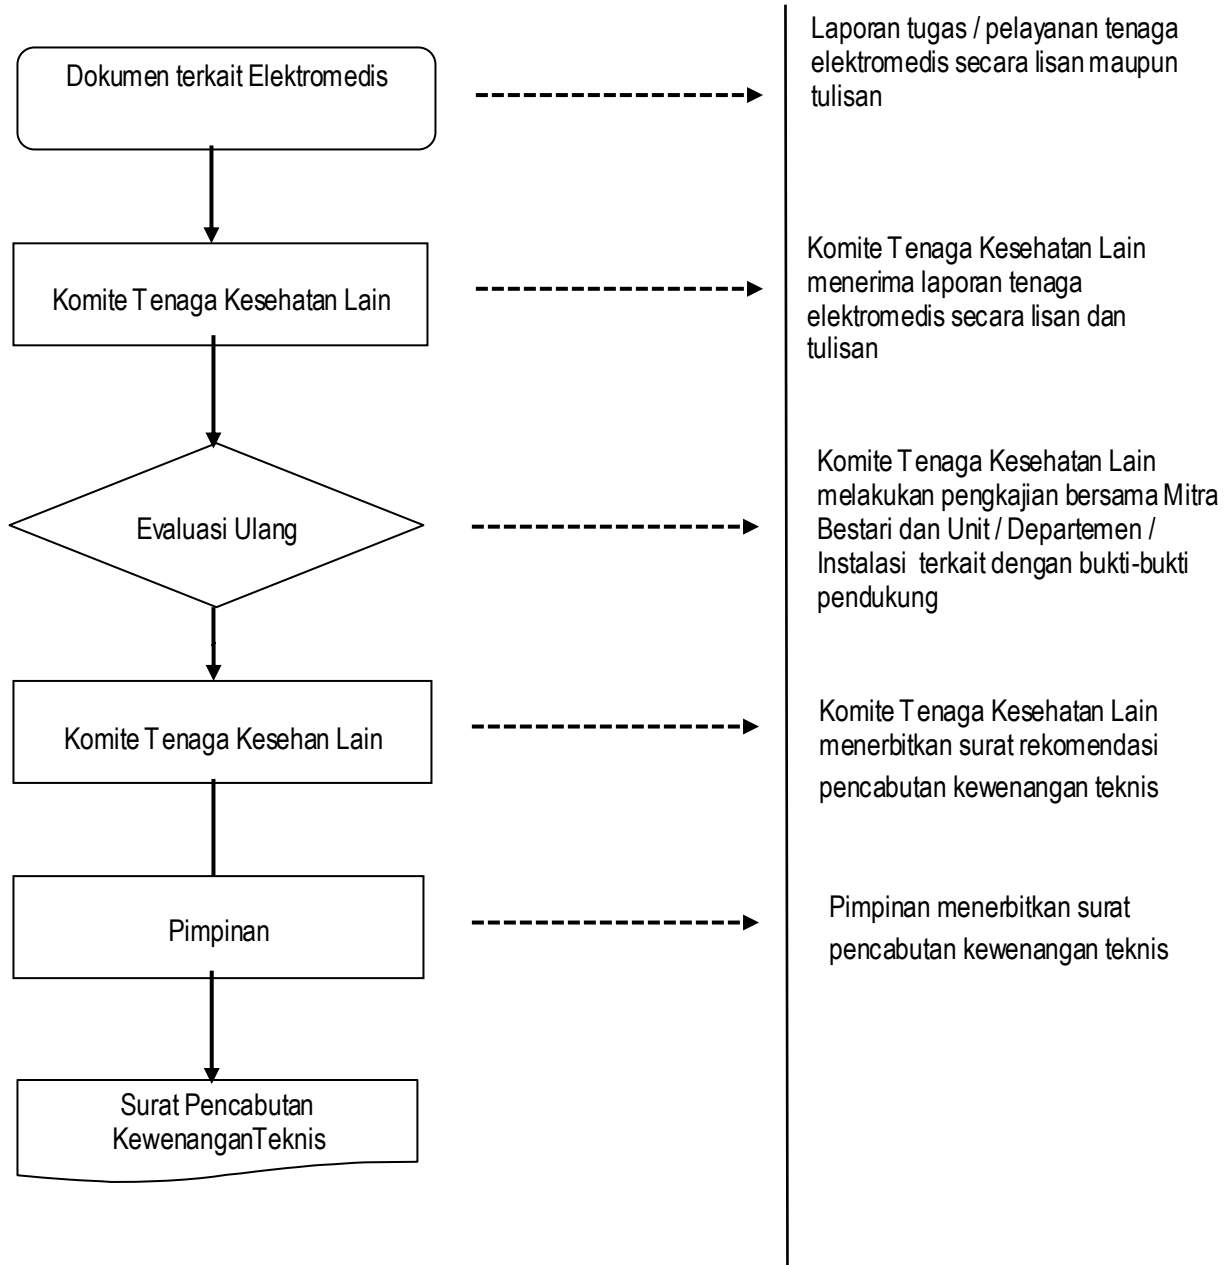 Dokumen terkait Elektromedis
Laporan tugas / pelayanan tenaga
elektromedis secara lisan maupun
tulisan
Komite Tenaga Kesehatan Lain
Komite Tenaga Kesehatan Lain
menerima laporan tenaga
elektromedis secara lisan dan
tulisan
Evaluasi Ulang
Komite Tenaga Kesehatan Lain
melakukan pengkajian bersama Mitra
Bestari dan Unit / Departemen /
Instalasi terkait dengan bukti-bukti
pendukung
Komite Tenaga Kesehan Lain
Komite Tenaga Kesehatan Lain
menerbitkan surat rekomendasi
pencabutan kewenangan teknis
Pimpinan
Pimpinan menerbitkan surat
pencabutan kewenangan teknis
Surat Pencabutan
KewenanganTeknis